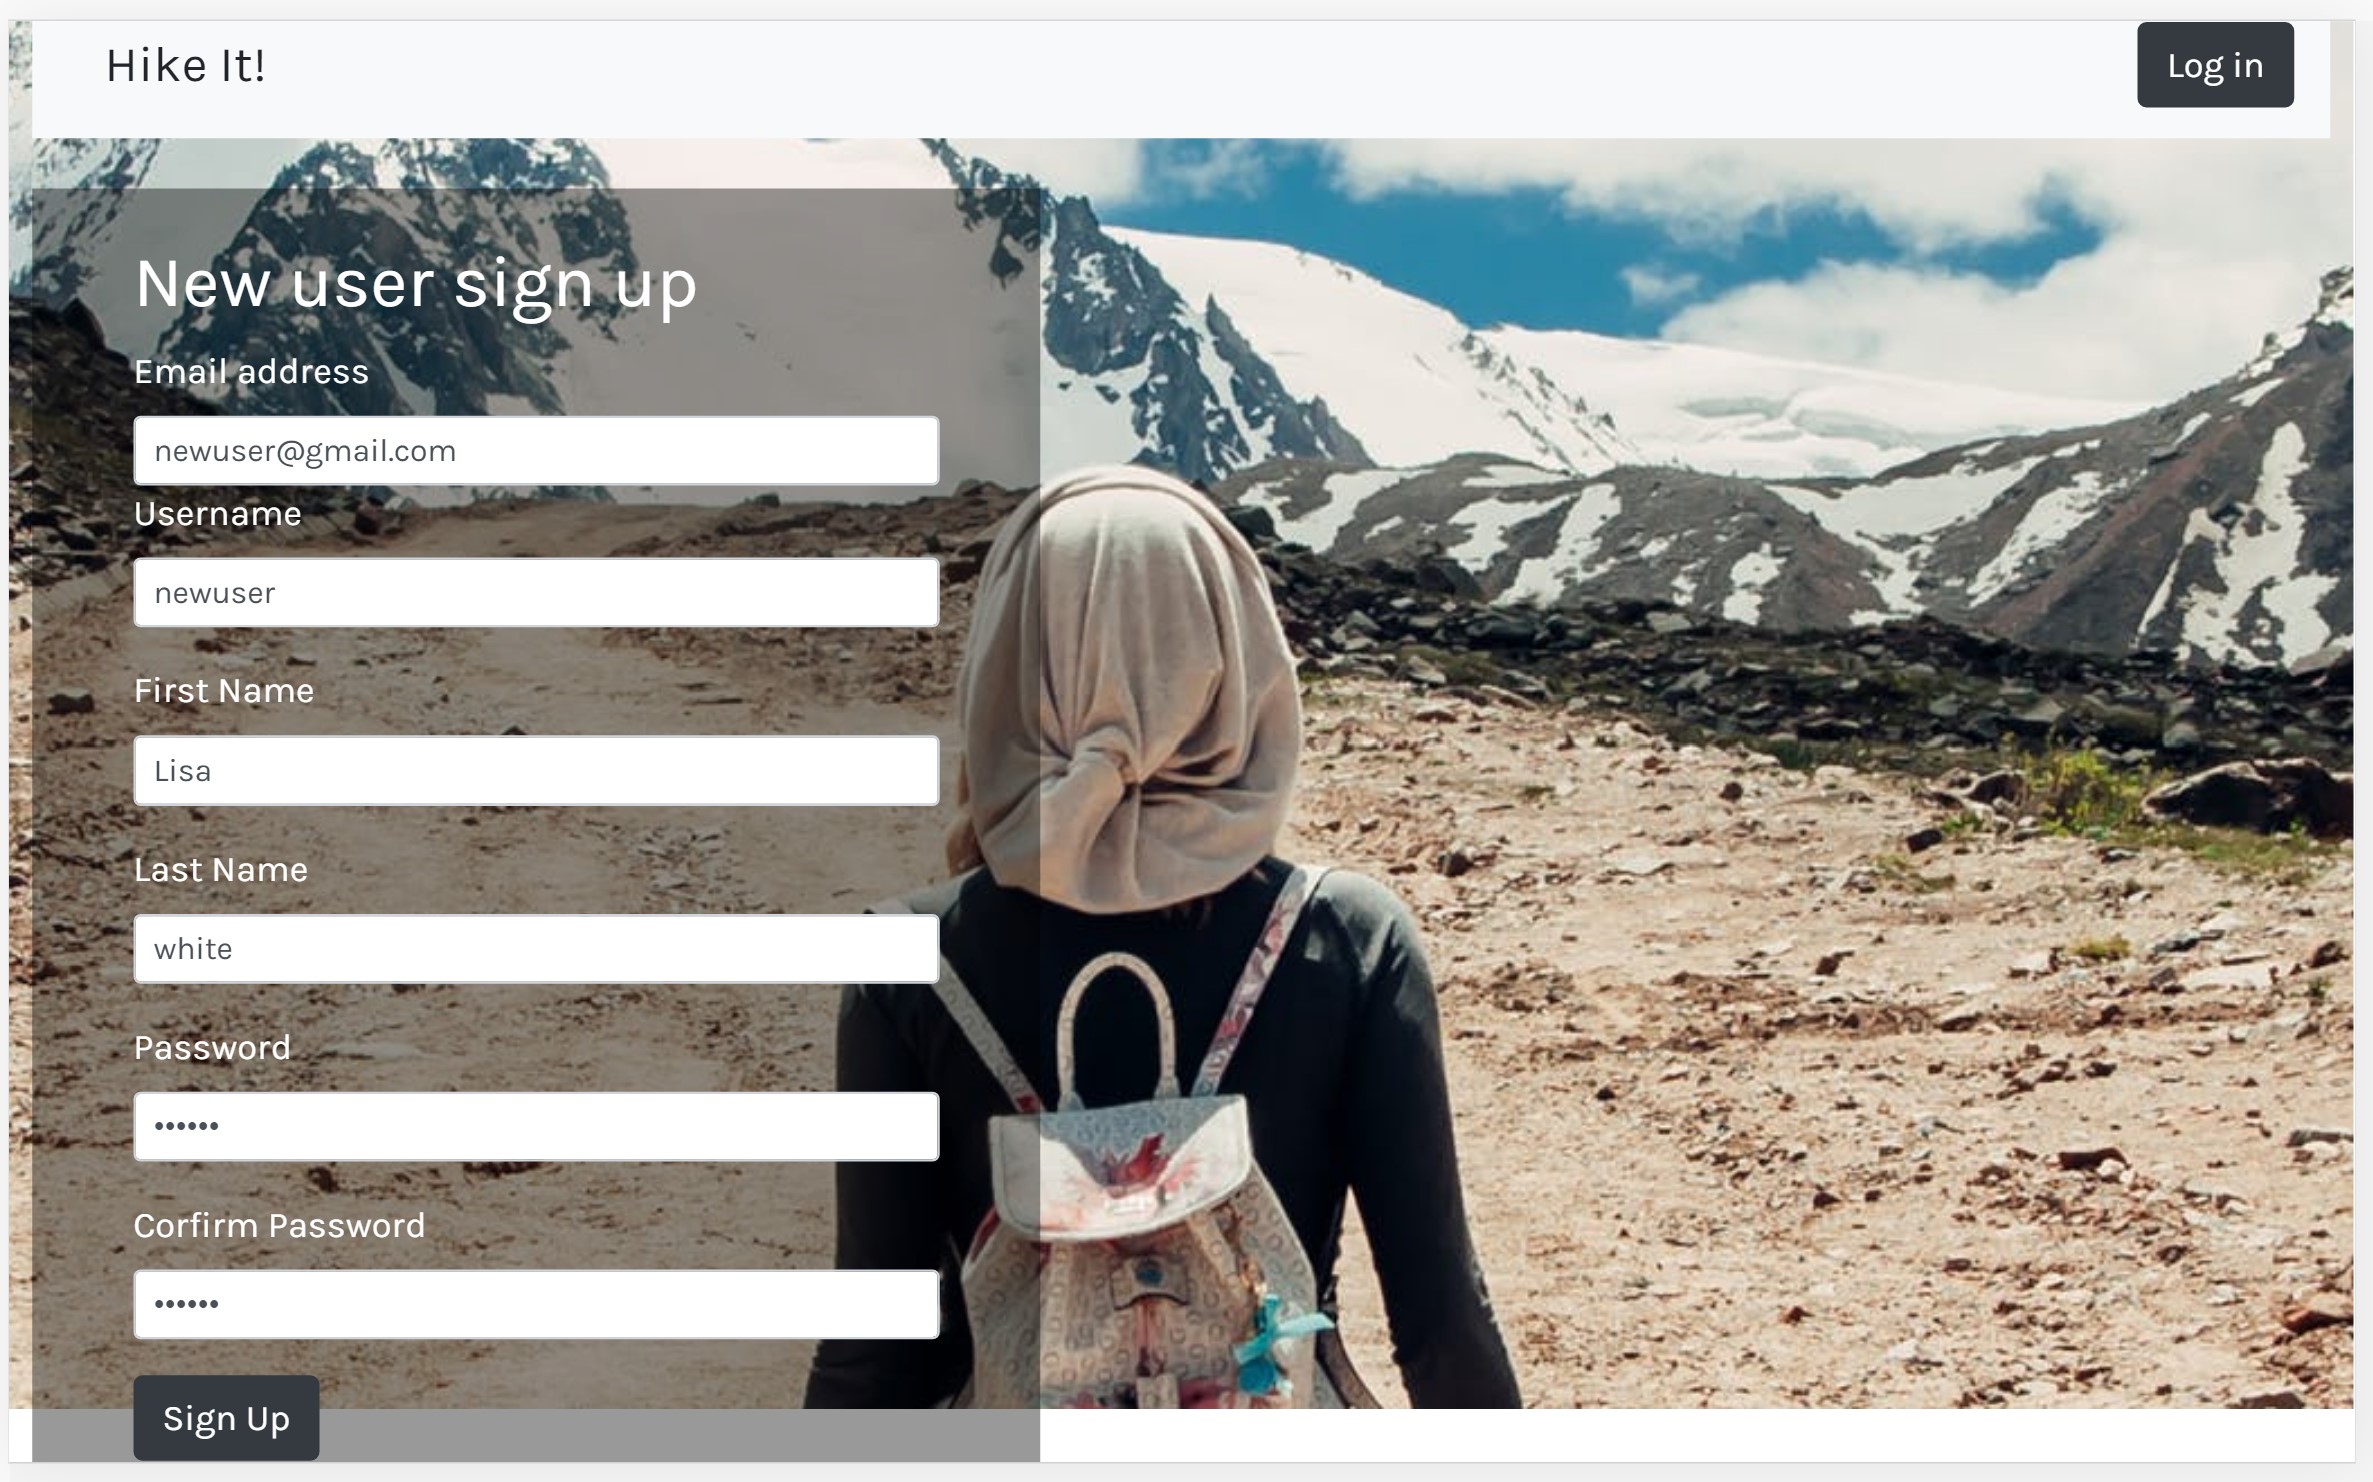 Hike It!
Log in
New user sign up
Email address
newuser@gmail.com
Username
newuser
First Name
Lisa
Last Name
white
Password
••••••
Corfirm Password
••••••
Sign Up